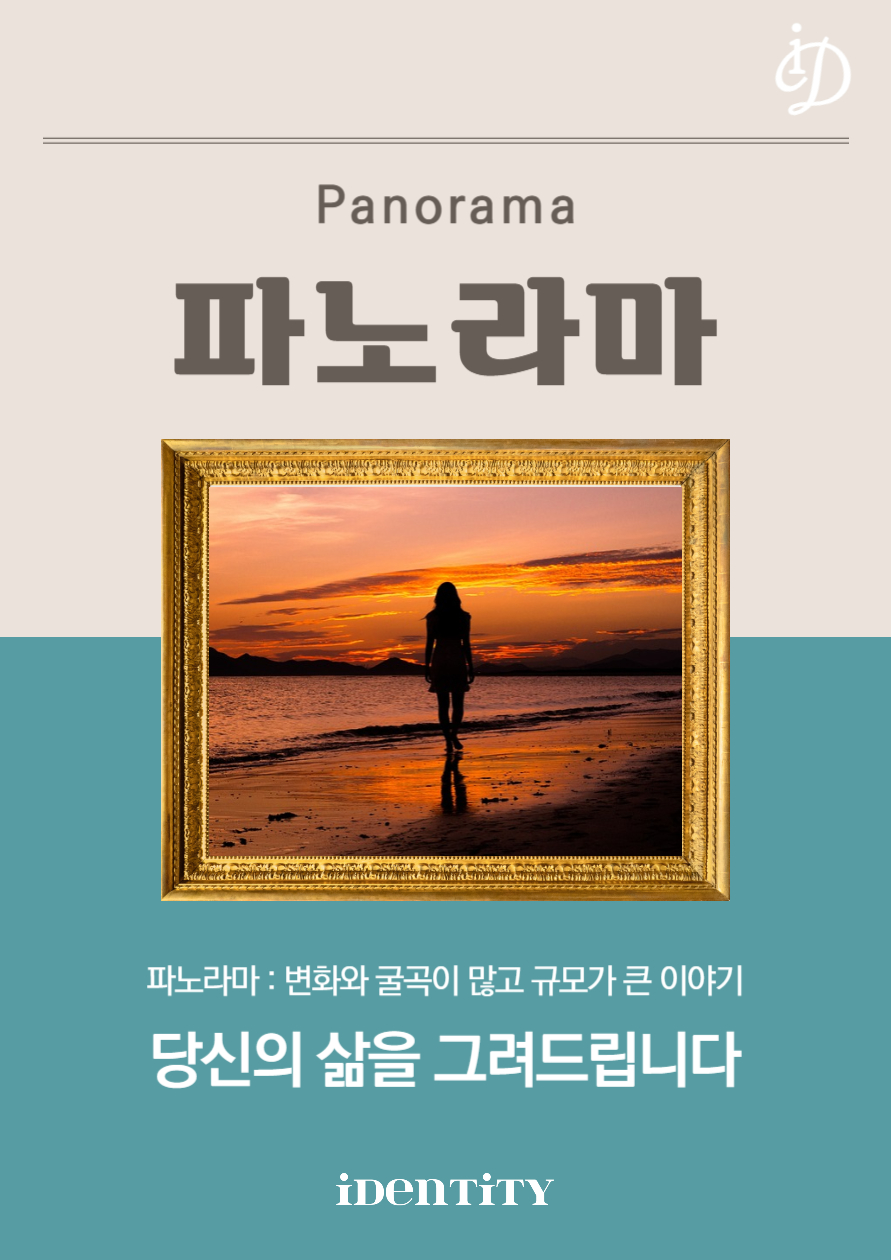 iD
Panorama
파노라마
파노라마 : 변화와 굴곡이 많고 규모가 큰 이야기
당신의 삶을 그려드립니다
iDENTiTY